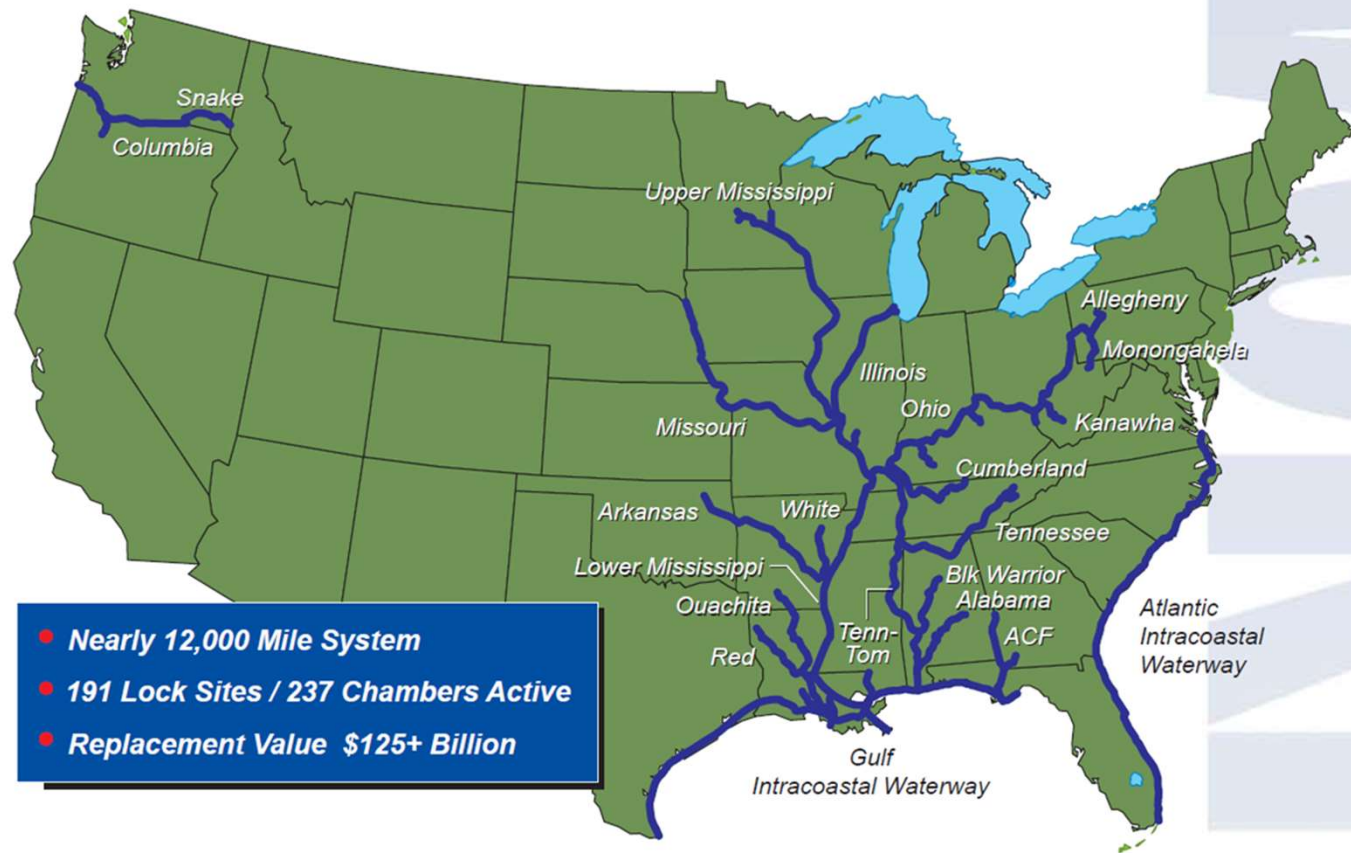 Snake
Columbia
Upper Mississippi
Allegheny
Monongahela
Illinois
Ohio
Kanawha
Missouri
Cumberland
Arkansas
White
Tennessee
Lower Mississippi
Blk Warrior
Alabama
Ouachita
Tenn-
Tom
ACF
Red
Atlantic
Intracoastal
Waterway
Gulf
Intracoastal Waterway
• Nearly 12,000 Mile System
• 191 Lock Sites / 237 Chambers Active
• Replacement Value $125+ Billion